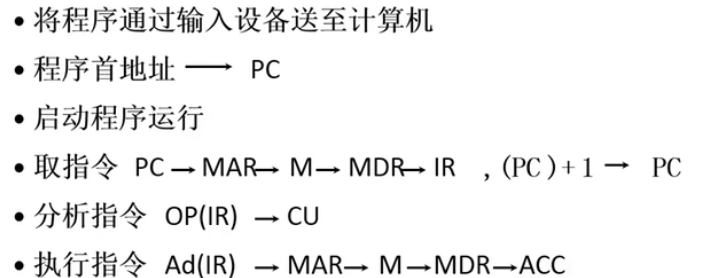 • 将程序通过输入设备送至计算机
• 程序首地址 → PC
• 启动程序运行
• 取指令 PC → MAR → M → MDR → IR , (PC) + 1 → PC
• 分析指令 OP(IR) → CU
• 执行指令 Ad(IR) → MAR → M → MDR → ACC